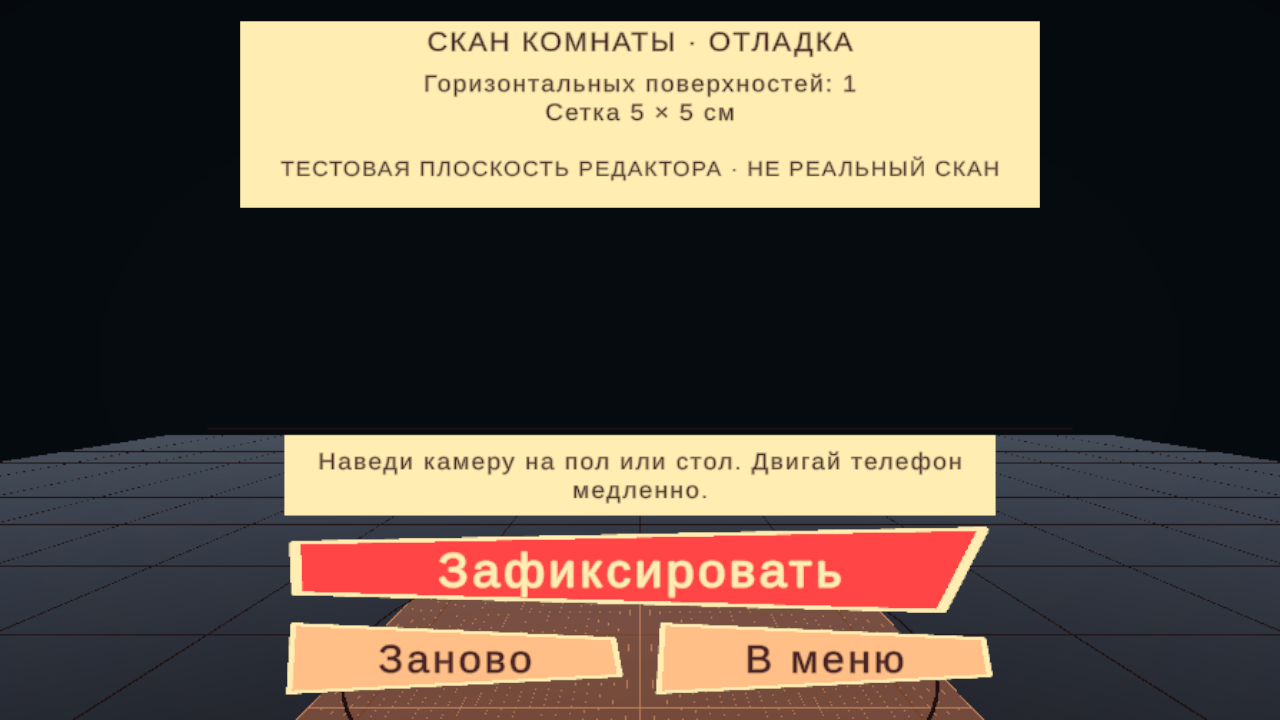 СКАН КОМНАТЫ · ОТЛАДКА
Горизонтальных поверхностей: 1
Сетка 5 × 5 см
ТЕСТОВАЯ ПЛОСКОСТЬ РЕДАКТОРА · НЕ РЕАЛЬНЫЙ СКАН
Наведи камеру на пол или стол. Двигай телефон
медленно.
Зафиксировать
Заново
В меню